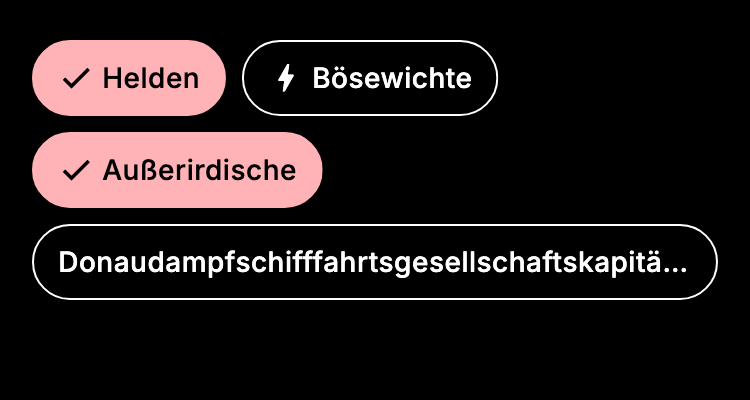 Helden Bösewichte
Außerirdische
Donaudampfschifffahrtsgesellschaftskapitä...